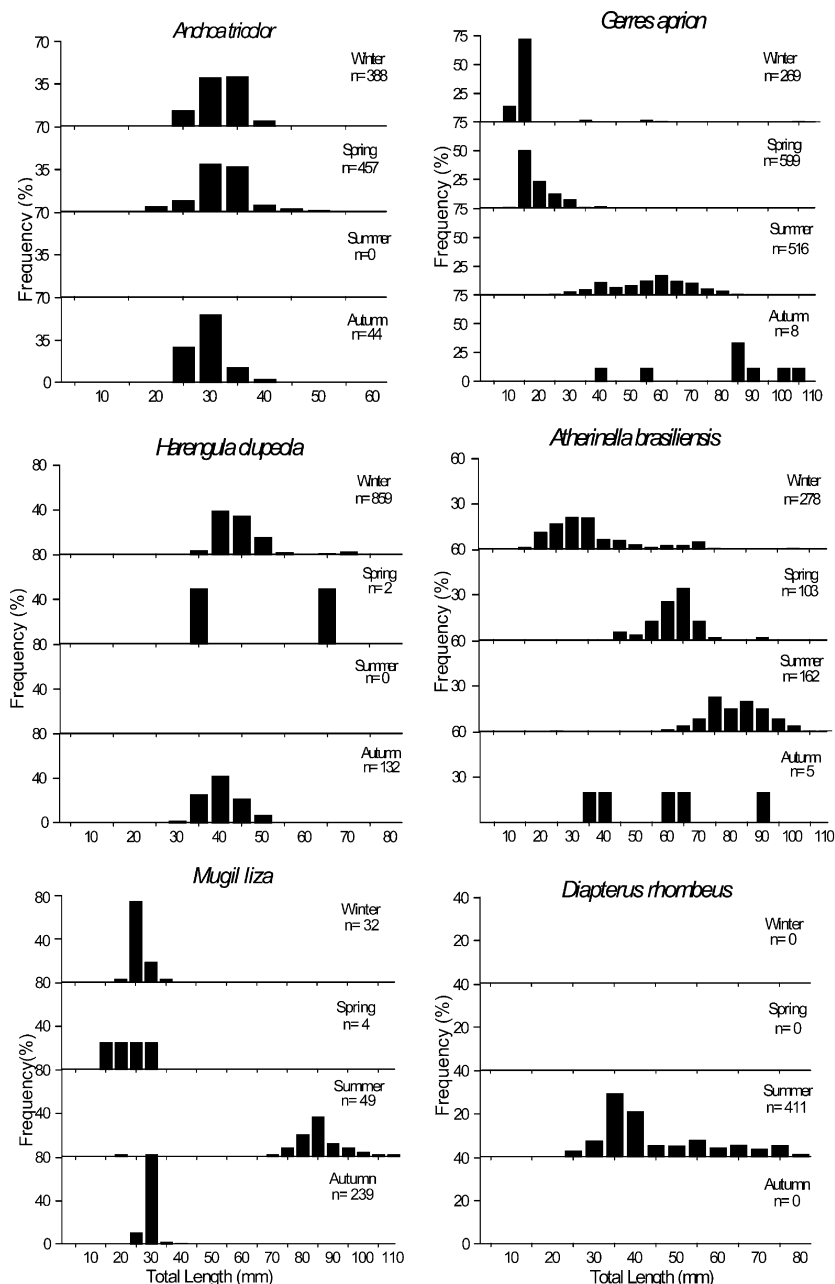 Anchoa tricolor
70
35
Winter
n=388
70
35
Spring
n=457
70
35
Summer
n=0
70
35
0
Autumn
n=44
20 30 40 50 60
Frequency (%)
Gerres aprion
75
50
25
Winter
n=269
75
50
25
Spring
n=599
75
50
25
Summer
n=516
75
50
25
0
Autumn
n=8
10 20 30 40 50 60 70 80 90 100 110
Frequency (%)
Harengula clupeola
80
40
Winter
n=859
80
40
Spring
n=2
80
40
Summer
n=0
80
40
0
Autumn
n=132
10 20 30 40 50 60 70 80
Frequency (%)
Atherinella brasiliensis
60
30
Winter
n=278
60
30
Spring
n=103
60
30
Summer
n=162
60
30
Autumn
n=5
10 20 30 40 50 60 70 80 90 100 110
Frequency (%)
Mugil liza
80
40
Winter
n= 32
80
40
Spring
n= 4
80
40
Summer
n= 49
80
40
0
Autumn
n= 239
10 20 30 40 50 60 70 80 90 100 110
Total Length (mm)
Frequency(%)
Diapterus rhombeus
40
20
Winter
n= 0
40
20
Spring
n= 0
40
20
Summer
n= 411
40
20
0
Autumn
n= 0
10 20 30 40 50 60 70 80
Total Length (mm)
Frequency (%)